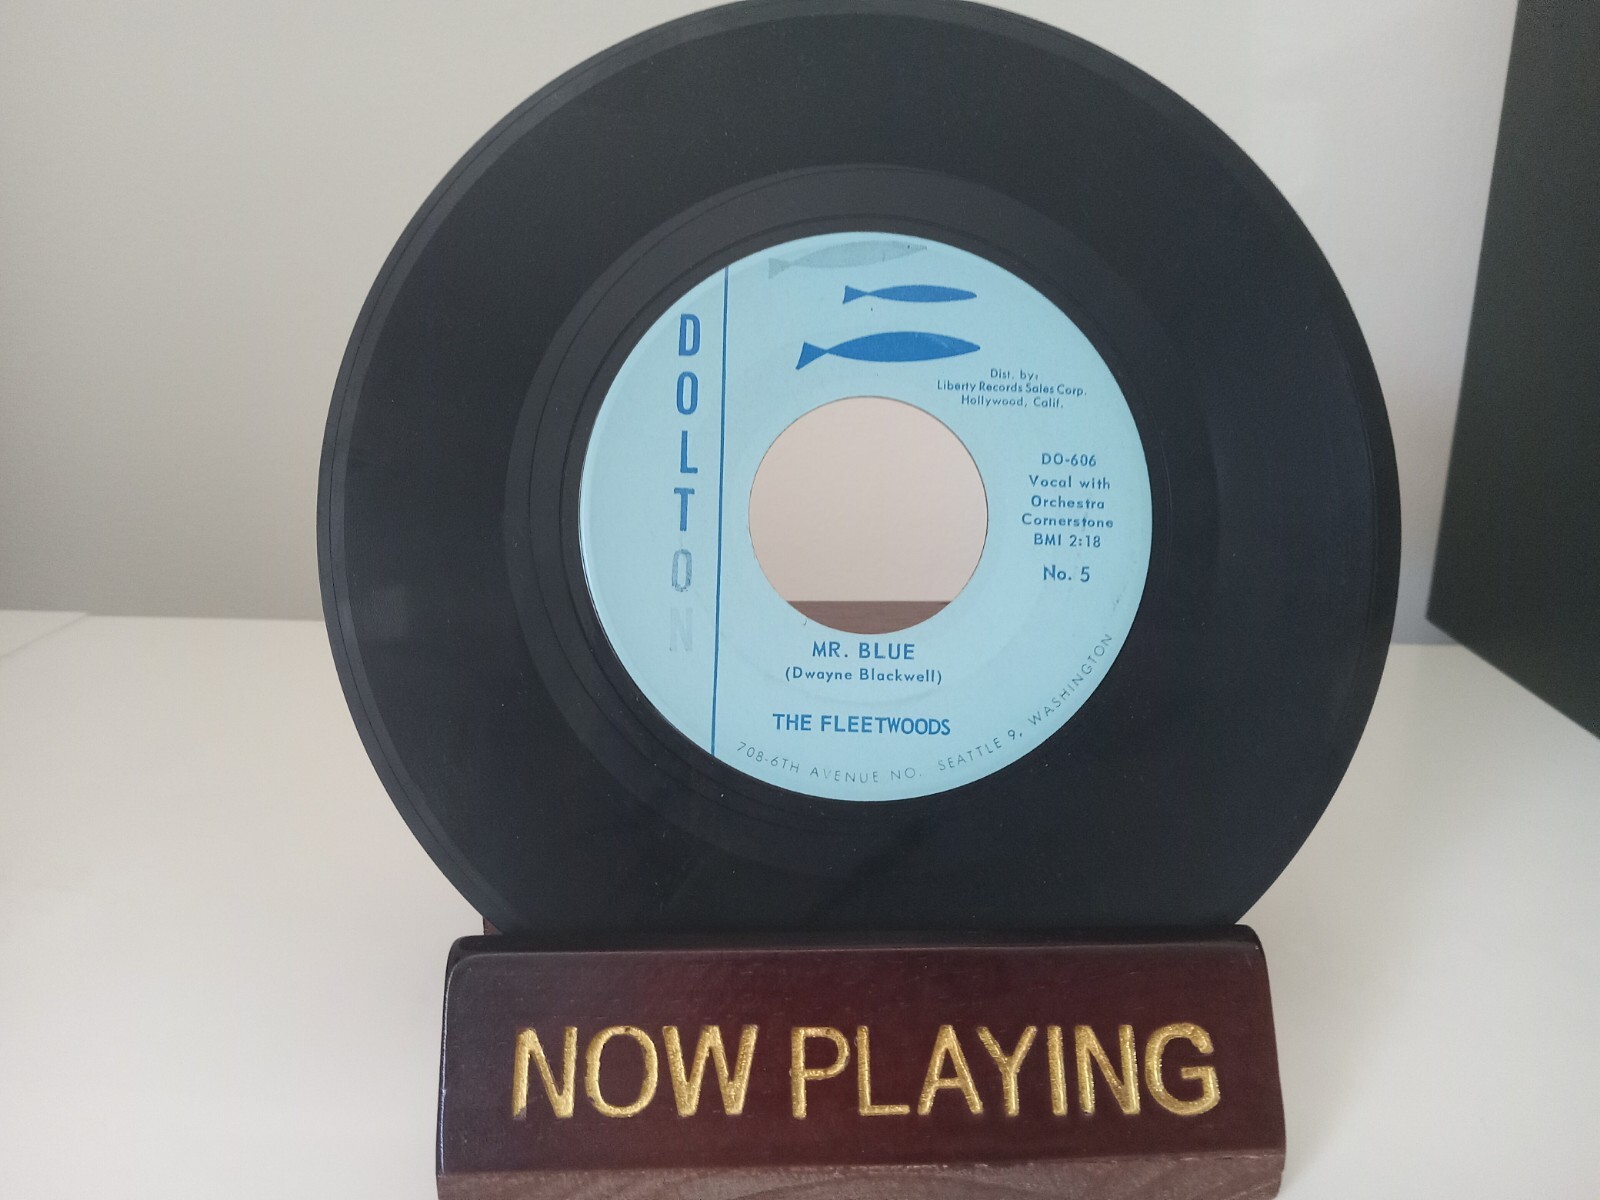 DOLTON
Dist. by:
Liberty Records Sales Corp.
Hollywood, Calif.
DO-606
Vocal with
Orchestra
Cornerstone
BMI 2:18
No. 5
MR. BLUE
(Dwayne Blackwell)
THE FLEETWOODS
708-6TH AVENUE NO. SEATTLE 9, WASHINGTON
NOW PLAYING